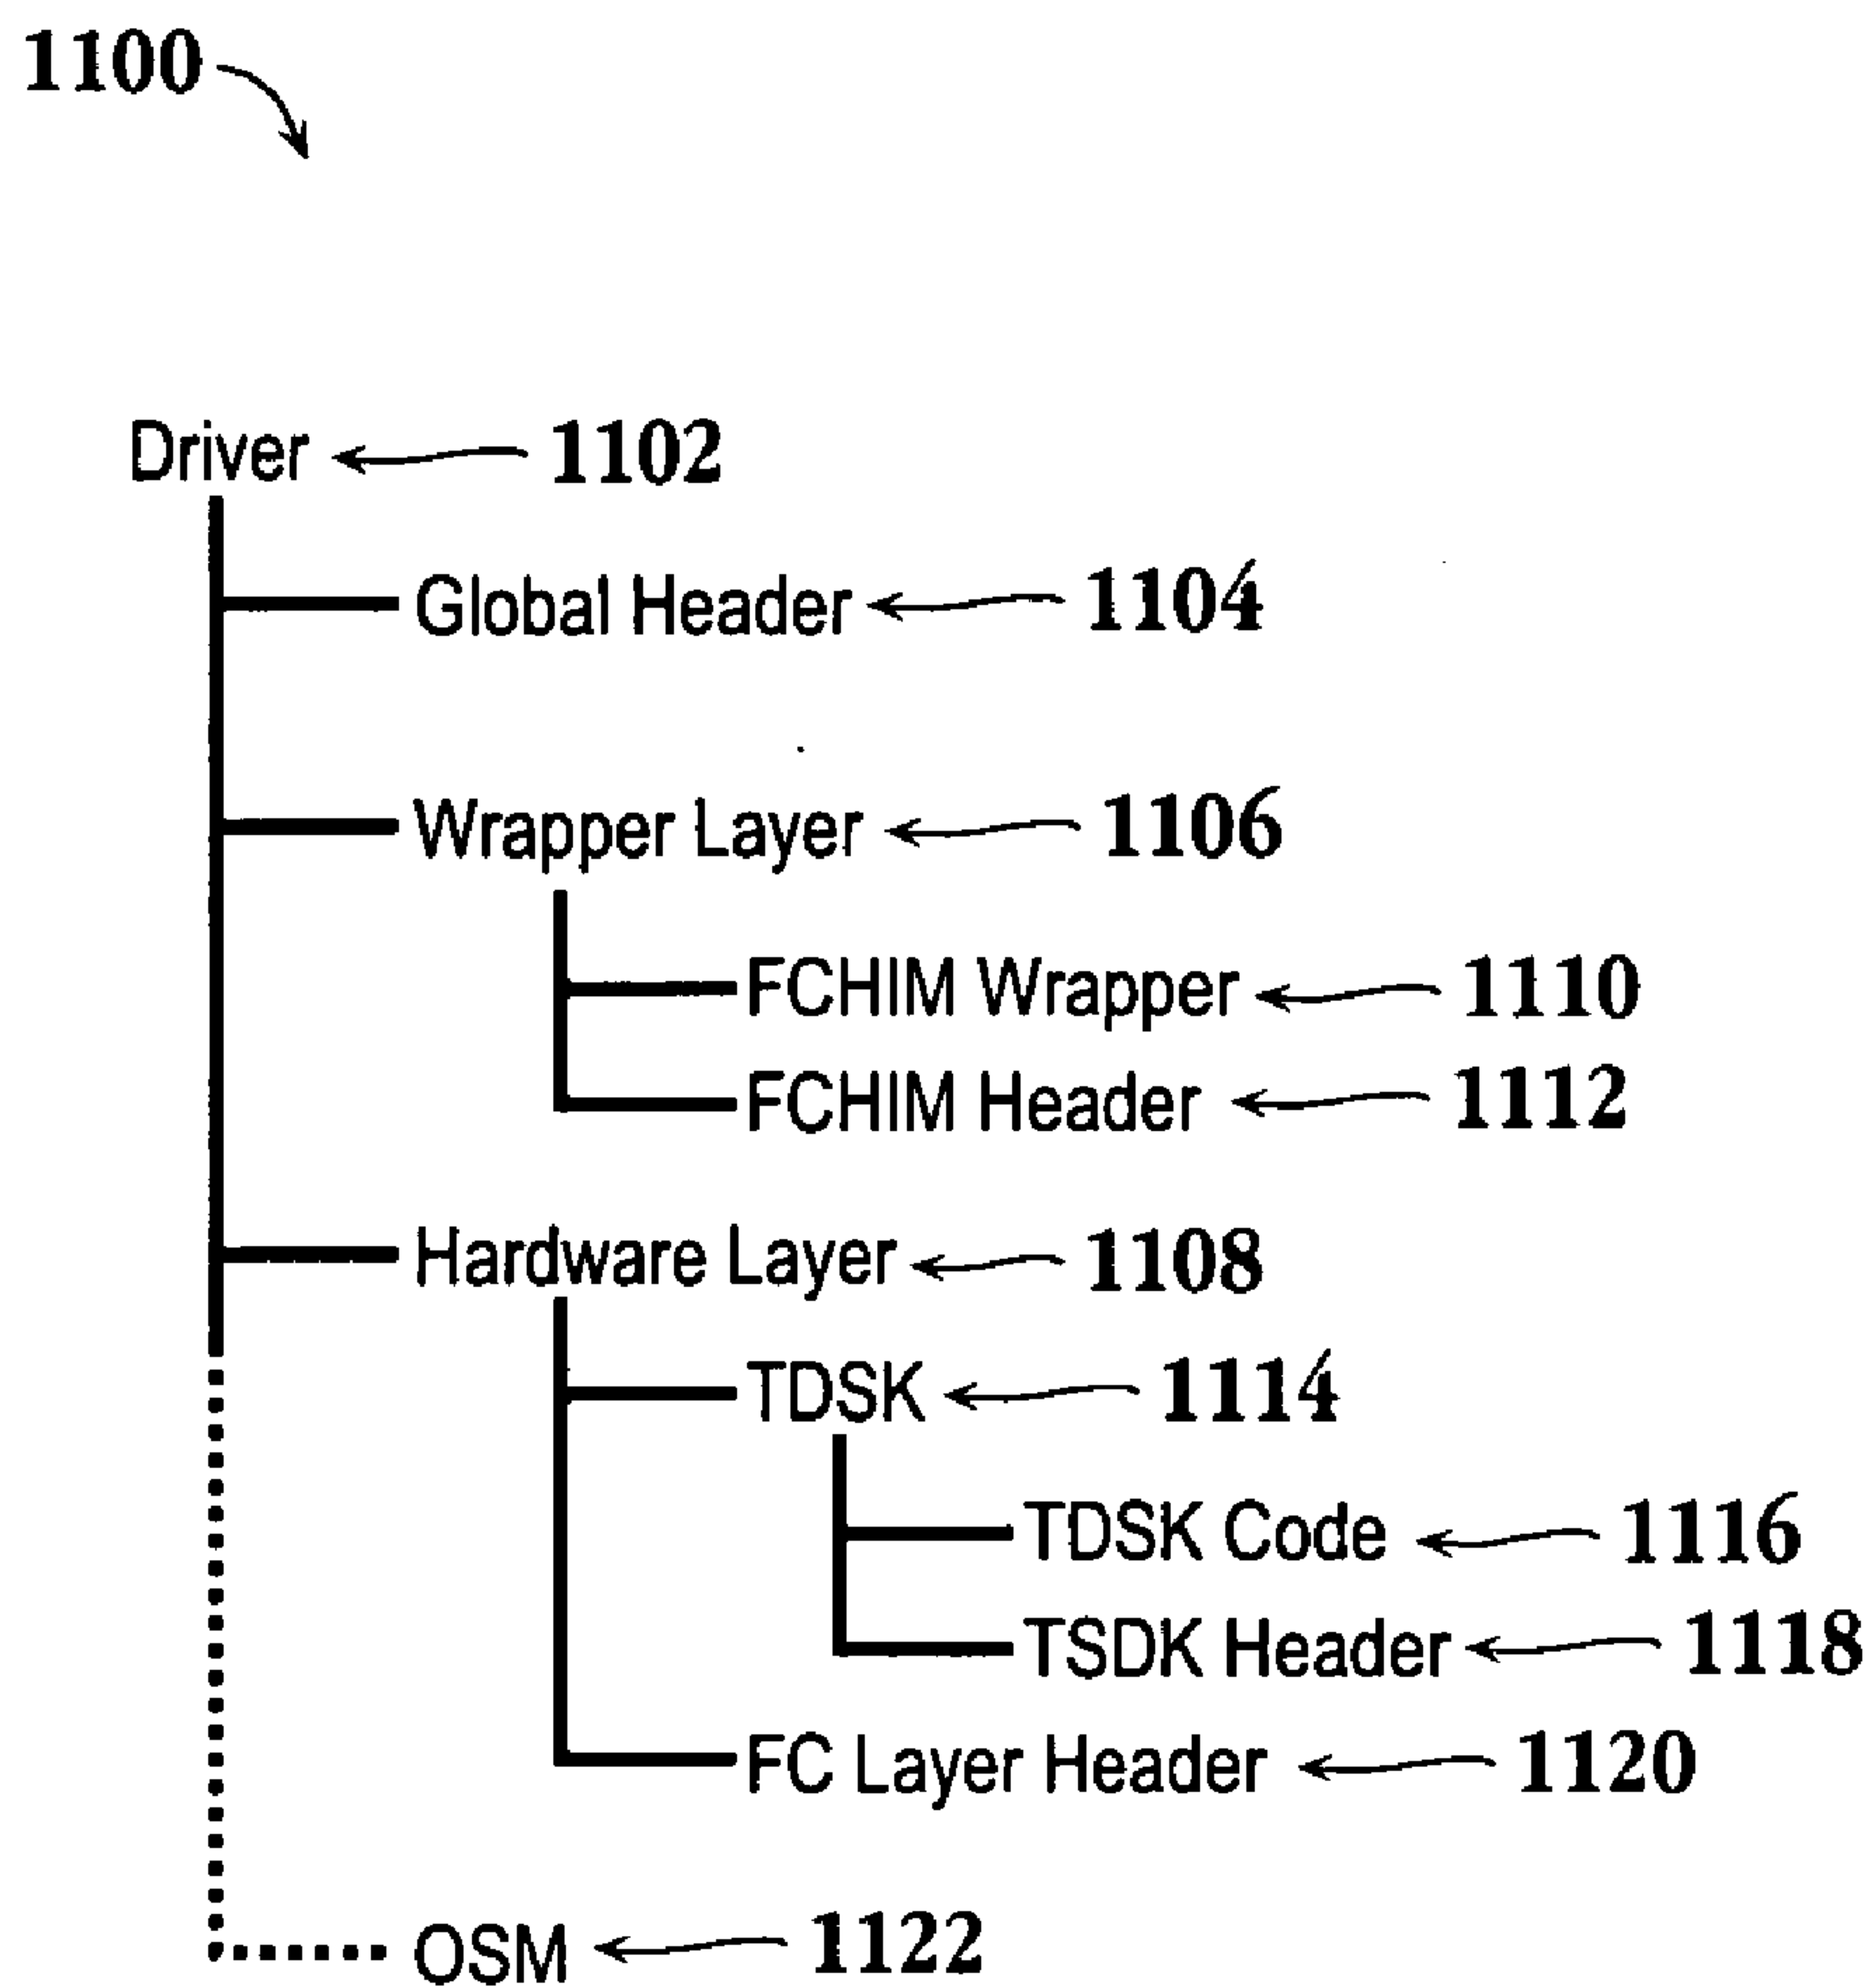 1100
Driver 1102
Global Header 1104
Wrapper Layer 1106
FCHIM Wrapper 1110
FCHIM Header 1112
Hardware Layer 1108
TDSK 1114
TDSK Code 1116
TSDK Header 1118
FC Layer Header 1120
OSM 1122